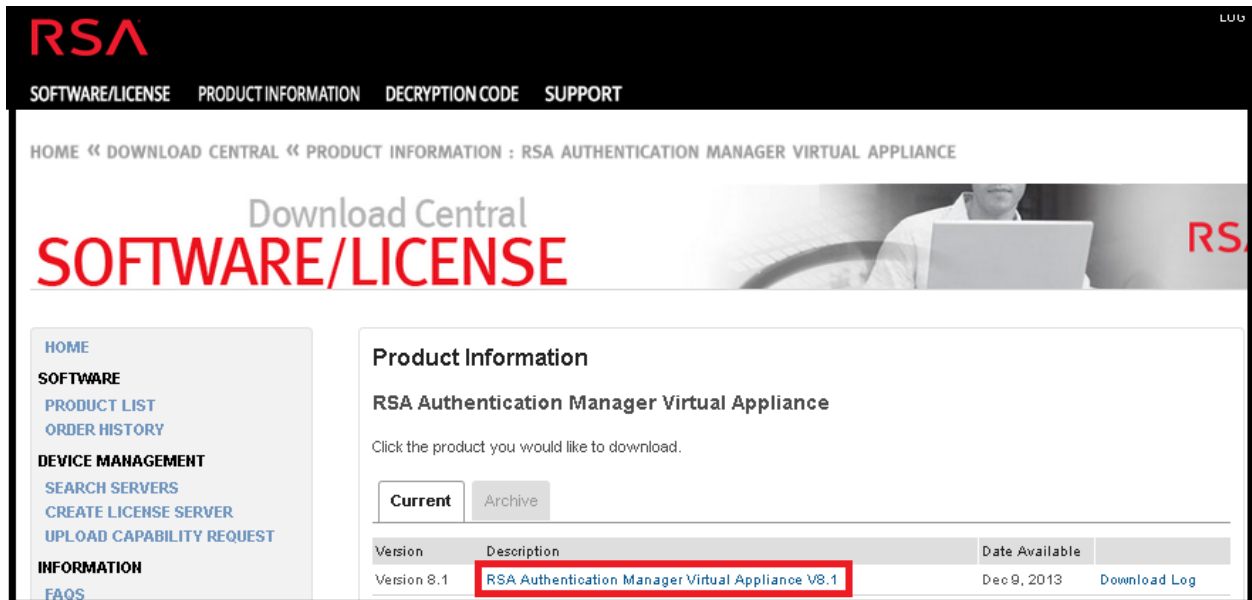 RSA
SOFTWARE/LICENSE PRODUCT INFORMATION DECRYPTION CODE SUPPORT
HOME << DOWNLOAD CENTRAL << PRODUCT INFORMATION : RSA AUTHENTICATION MANAGER VIRTUAL APPLIANCE
Download Central
SOFTWARE/LICENSE
HOME
SOFTWARE
PRODUCT LIST
ORDER HISTORY
DEVICE MANAGEMENT
SEARCH SERVERS
CREATE LICENSE SERVER
UPLOAD CAPABILITY REQUEST
INFORMATION
FAQS
Product Information
RSA Authentication Manager Virtual Appliance
Click the product you would like to download.
Current Archive
Version Description Date Available
Version 8.1 RSA Authentication Manager Virtual Appliance V8.1 Dec 9, 2013 Download Log